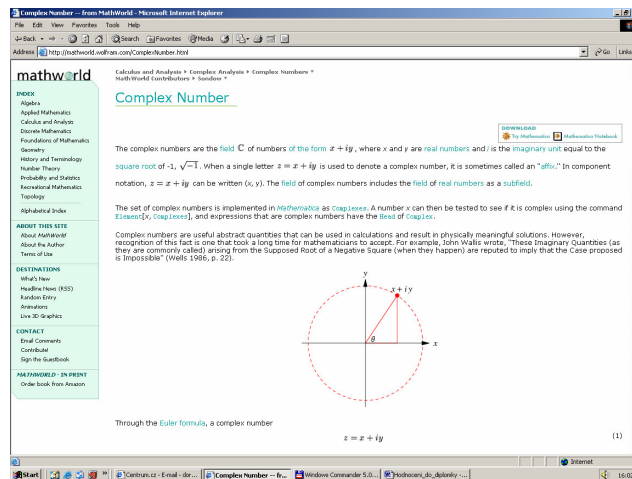 Complex Number -- from MathWorld - Microsoft Internet Explorer
File Edit View Favorites Tools Help
Back Search Favorites Media
Address http://mathworld.wolfram.com/ComplexNumber.html Go Links
mathworld
INDEX
Algebra
Applied Mathematics
Calculus and Analysis
Discrete Mathematics
Foundations of Mathematics
Geometry
History and Terminology
Number Theory
Probability and Statistics
Recreational Mathematics
Topology
Alphabetical Index
ABOUT THIS SITE
About MathWorld
About the Author
Terms of Use
DESTINATIONS
What's New
Headline News (RSS)
Random Entry
Animations
Live 3D Graphics
CONTACT
Email Comments
Contribute!
Sign the Guestbook
MATHWORLD - IN PRINT
Order book from Amazon
Calculus and Analysis Complex Analysis Complex Numbers
MathWorld Contributors Sondow
Complex Number
DOWNLOAD
Try Mathematica Mathematica Notebook
The complex numbers are the field ℂ of numbers of the form x + iy, where x and y are real numbers and i is the imaginary unit equal to the
square root of -1, √-1. When a single letter z = x + iy is used to denote a complex number, it is sometimes called an "affix." In component
notation, z = x + iy can be written (x, y). The field of complex numbers includes the field of real numbers as a subfield.
The set of complex numbers is implemented in Mathematica as Complexes. A number x can then be tested to see if it is complex using the command
Element[x, Complexes], and expressions that are complex numbers have the Head of Complex.
Complex numbers are useful abstract quantities that can be used in calculations and result in physically meaningful solutions. However,
recognition of this fact is one that took a long time for mathematicians to accept. For example, John Wallis wrote, "These Imaginary Quantities (as
they are commonly called) arising from the Supposed Root of a Negative Square (when they happen) are reputed to imply that the Case proposed
is Impossible" (Wells 1986, p. 22).
y
x + i y
θ
x
Through the Euler formula, a complex number
z = x + iy (1)
Internet
Start Centrum.cz - E-mail - dor... Complex Number -- fr... Windows Commander 5.0... Hodnoceni_do_diplomky -... 16:02